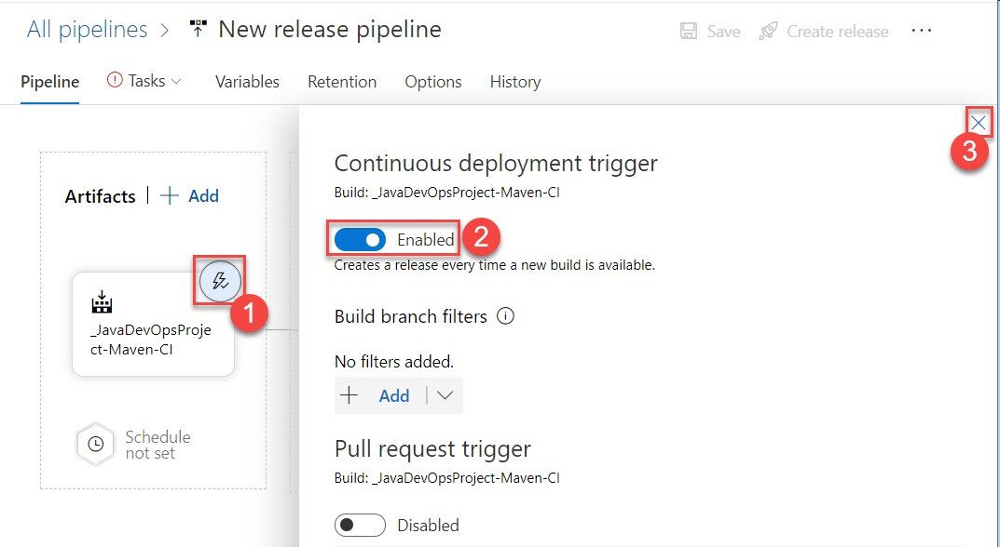 All pipelines > New release pipeline
Save Create release ...
Pipeline ! Tasks Variables Retention Options History
Artifacts | + Add
1
_JavaDevOpsProje
ct-Maven-CI
Schedule
not set
3
Continuous deployment trigger
Build: _JavaDevOpsProject-Maven-CI
Enabled 2
Creates a release every time a new build is available.
Build branch filters i
No filters added.
+ Add
Pull request trigger
Build: _JavaDevOpsProject-Maven-CI
Disabled